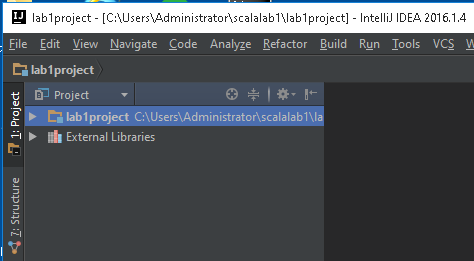 IJ lab1project - [C:\Users\Administrator\scalalab1\lab1project] - IntelliJ IDEA 2016.1.4
File Edit View Navigate Code Analyze Refactor Build Run Tools VCS W
lab1project
1: Project
Project
lab1project C:\Users\Administrator\scalalab1\la
External Libraries
7: Structure